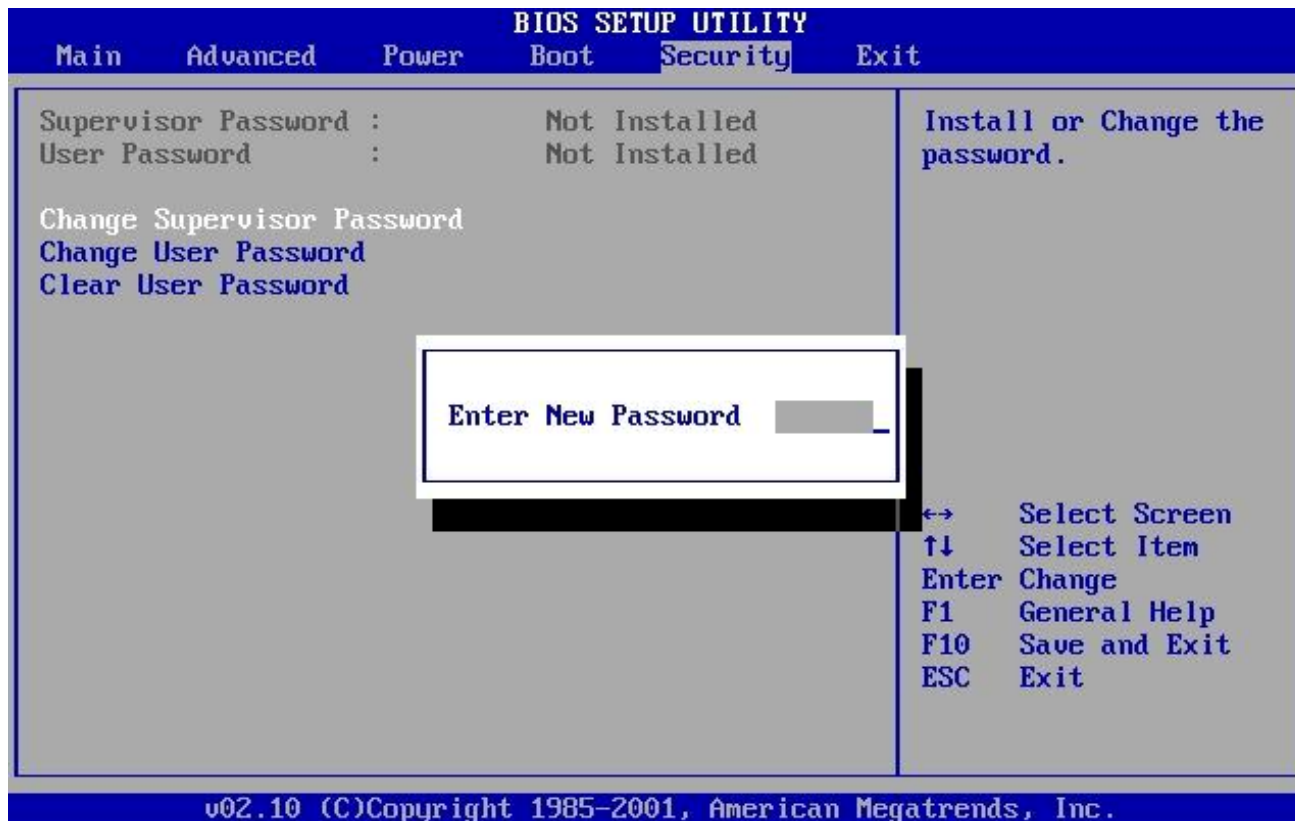 BIOS SETUP UTILITY
Main Advanced Power Boot Security Exit
Supervisor Password : Not Installed
User Password : Not Installed
Change Supervisor Password
Change User Password
Clear User Password
Enter New Password
Install or Change the
password.
←→ Select Screen
↑↓ Select Item
Enter Change
F1 General Help
F10 Save and Exit
ESC Exit
v02.10 (C)Copyright 1985-2001, American Megatrends, Inc.